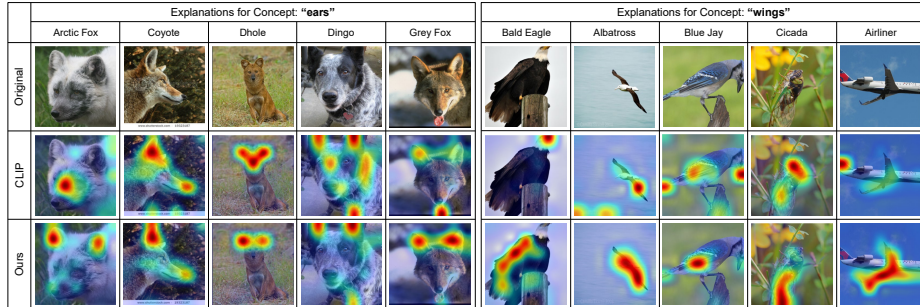 Explanations for Concept: "ears"
Explanations for Concept: "wings"
Arctic Fox
Coyote
Dhole
Dingo
Grey Fox
Bald Eagle
Albatross
Blue Jay
Cicada
Airliner
Original
CLIP
Ours